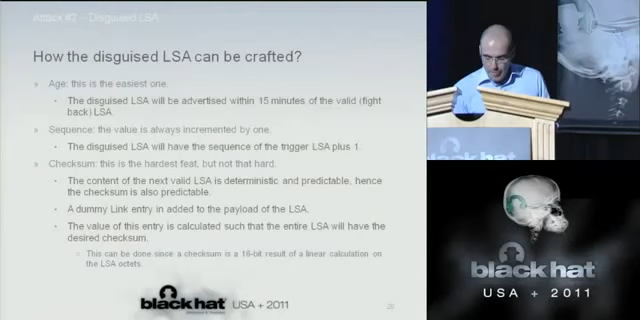 Attack #2 – Disguised LSA
How the disguised LSA can be crafted?
» Age: this is the easiest one.
• The disguised LSA will be advertised within 15 minutes of the valid (fight
back) LSA.
» Sequence: the value is always incremented by one.
• The disguised LSA will have the sequence of the trigger LSA plus 1.
» Checksum: this is the hardest feat, but not that hard.
• The content of the next valid LSA is deterministic and predictable, hence
the checksum is also predictable.
• A dummy Link entry in added to the payload of the LSA.
• The value of this entry is calculated such that the entire LSA will have the
desired checksum.
This can be done since a checksum is a 16-bit result of a linear calculation on
the LSA octets.
black hat USA + 2011
black hat
black hat
USA + 2011